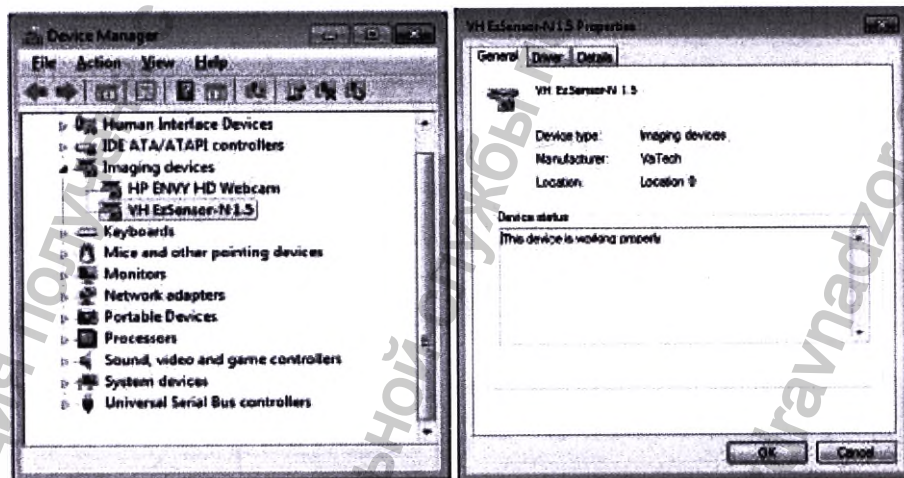 Device Manager
File Action View Help
Human Interface Devices
IDE ATA/ATAPI controllers
Imaging devices
HP ENVY HD Webcam
VH EzSensor-N 1.5
Keyboards
Mice and other pointing devices
Monitors
Network adapters
Portable Devices
Processors
Sound, video and game controllers
System devices
Universal Serial Bus controllers
VH EzSensor-N 1.5 Properties
General Driver Details
VH EzSensor-N 1.5
Device type: Imaging devices
Manufacturer: VaTech
Location: Location 0
Device status
This device is working properly
OK Cancel
ьной службы
dravnadzor